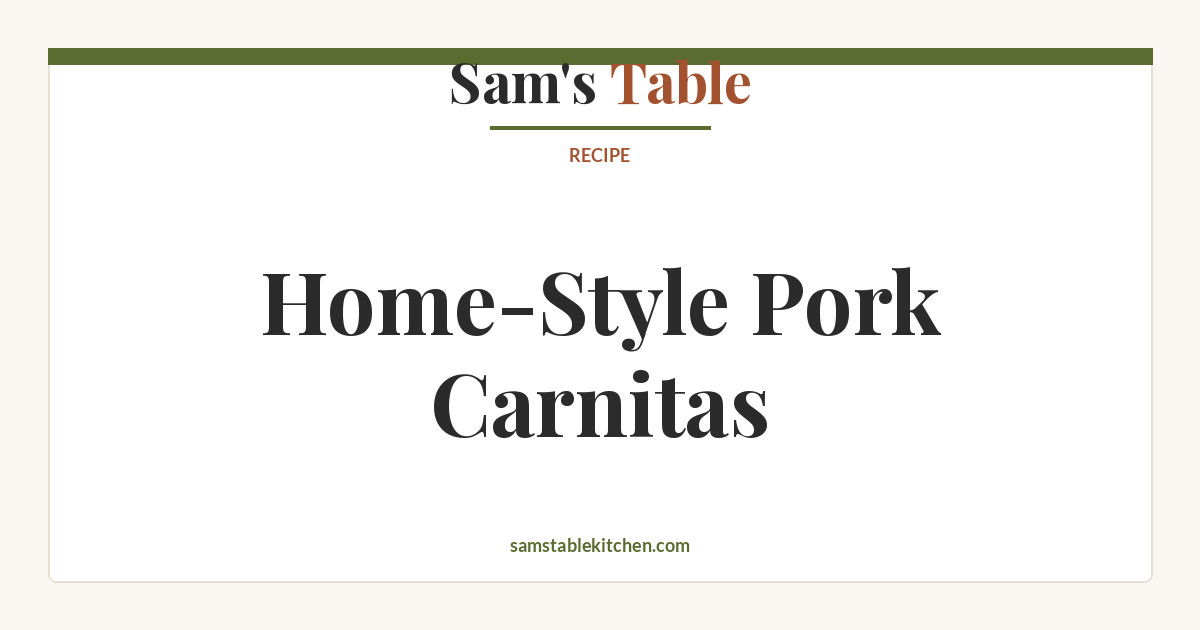 Sam's Table
RECIPE
Home-Style Pork
Carnitas
samstablekitchen.com